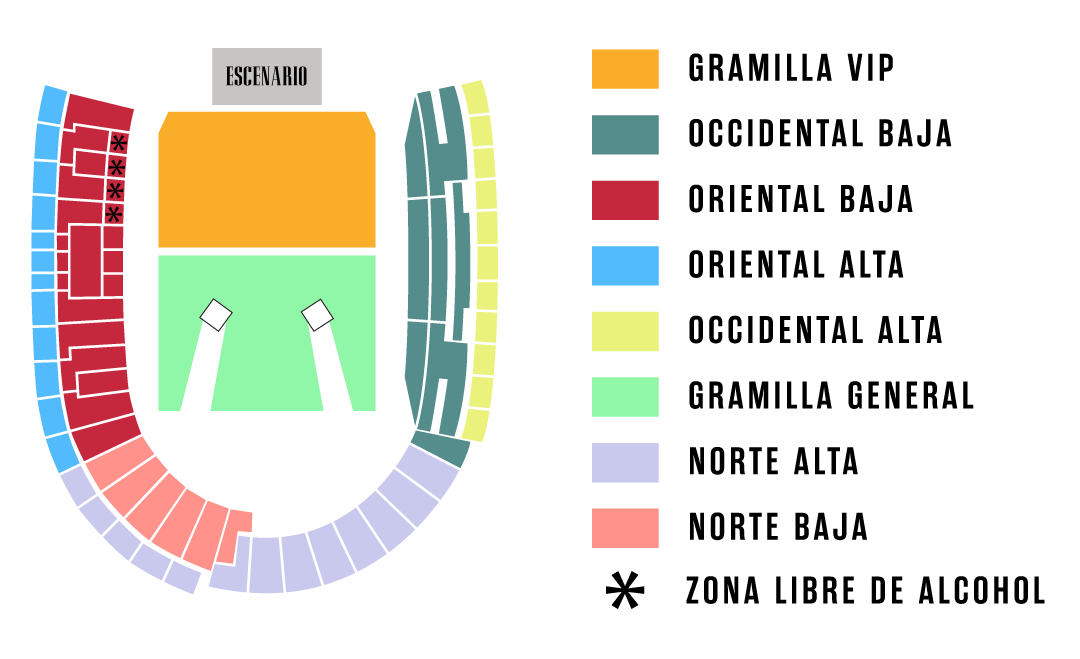 ESCENARIO
GRAMILLA VIP
OCCIDENTAL BAJA
ORIENTAL BAJA
ORIENTAL ALTA
OCCIDENTAL ALTA
GRAMILLA GENERAL
NORTE ALTA
NORTE BAJA
ZONA LIBRE DE ALCOHOL